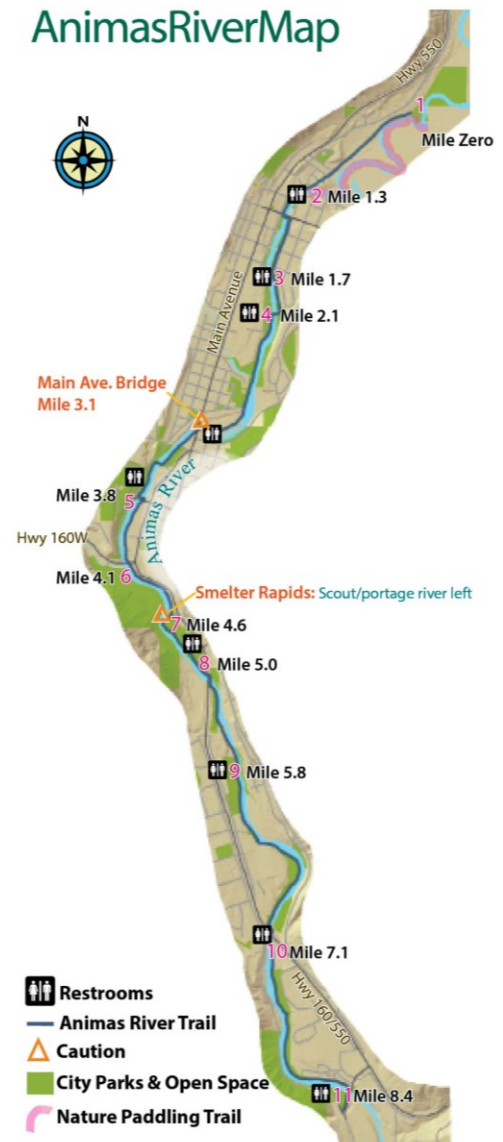 AnimasRiverMap
Hwy 550
N
1
Mile Zero
2 Mile 1.3
3 Mile 1.7
Main Avenue
4 Mile 2.1
Main Ave. Bridge
Mile 3.1
Animas River
Mile 3.8
5
Hwy 160W
Mile 4.1 6
Smelter Rapids: Scout/portage river left
7 Mile 4.6
8 Mile 5.0
9 Mile 5.8
10 Mile 7.1
Hwy 160/550
Restrooms
Animas River Trail
Caution
City Parks & Open Space
Nature Paddling Trail
11 Mile 8.4